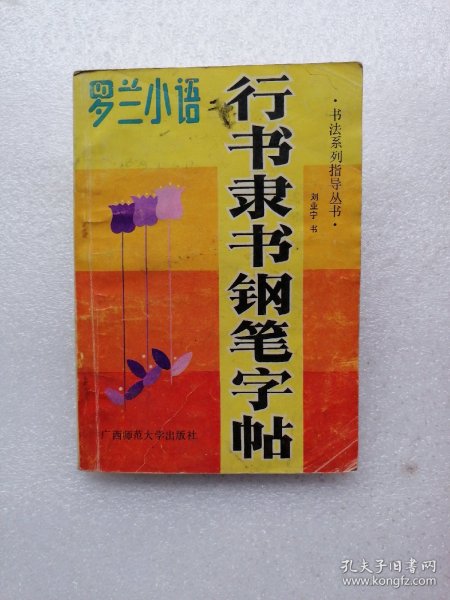 罗兰小语
行书隶书钢笔字帖
·书法系列指导丛书·
刘业宁 书
广西师范大学出版社
孔夫子旧书网
www.kongfz.com